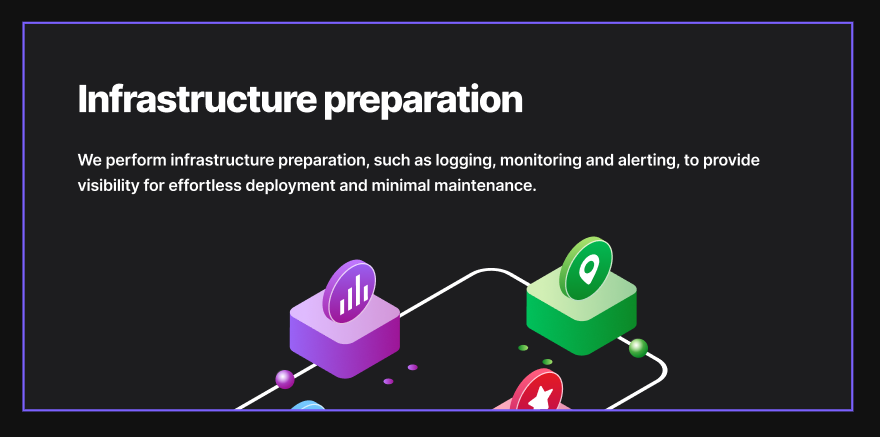 Infrastructure preparation
We perform infrastructure preparation, such as logging, monitoring and alerting, to provide
visibility for effortless deployment and minimal maintenance.